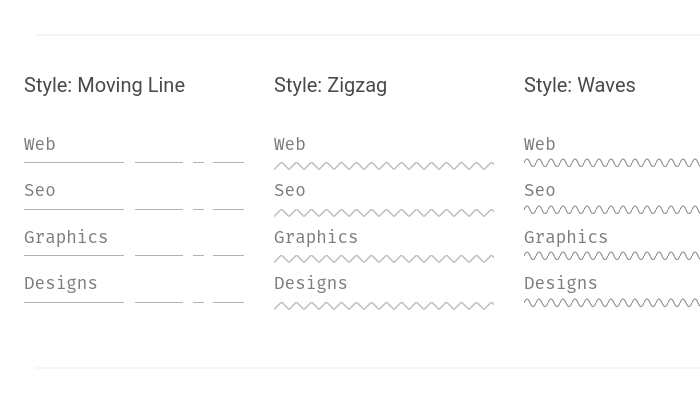 Style: Moving Line
Web
Seo
Graphics
Designs
Style: Zigzag
Web
Seo
Graphics
Designs
Style: Waves
Web
Seo
Graphics
Designs